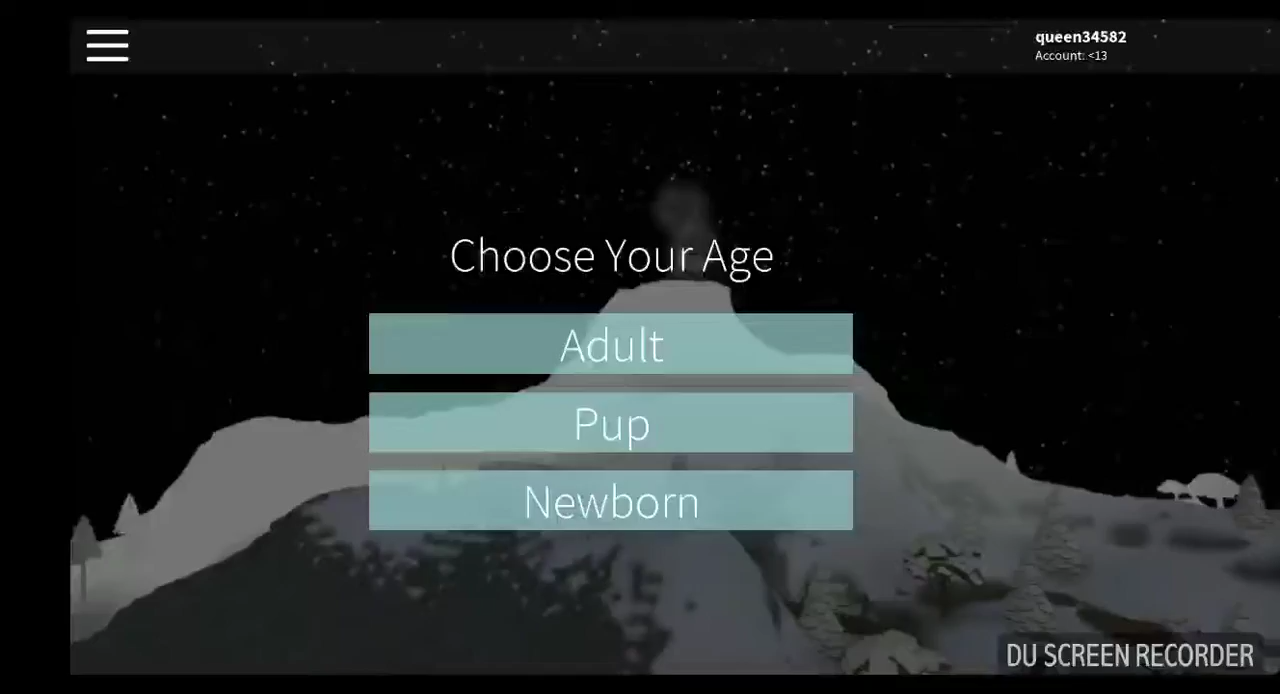 queen34582
Account: <13
Choose Your Age
Adult
Pup
Newborn
DU SCREEN RECORDER